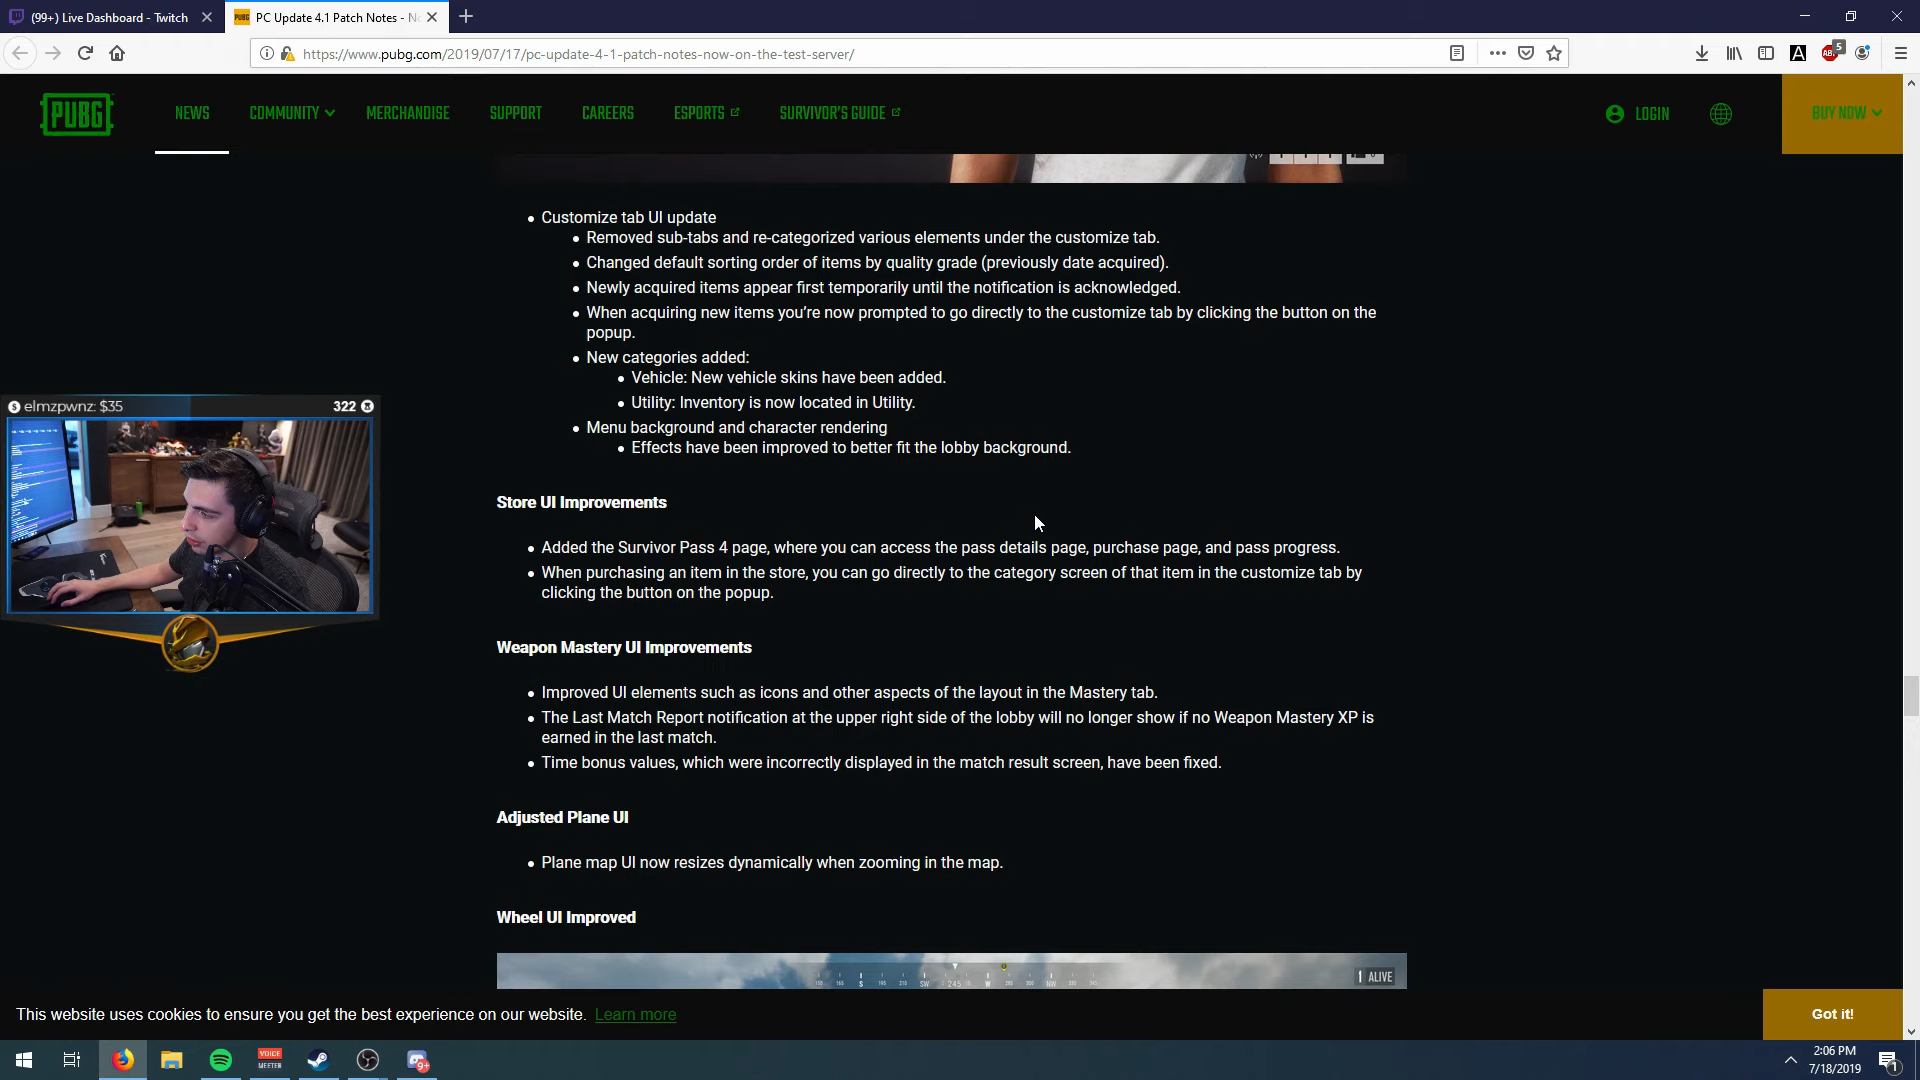 (99+) Live Dashboard - Twitch
PC Update 4.1 Patch Notes - No
https://www.pubg.com/2019/07/17/pc-update-4-1-patch-notes-now-on-the-test-server/
5
PUBG
NEWS
COMMUNITY
MERCHANDISE
SUPPORT
CAREERS
ESPORTS
SURVIVOR'S GUIDE
LOGIN
BUY NOW
Customize tab UI update
Removed sub-tabs and re-categorized various elements under the customize tab.
Changed default sorting order of items by quality grade (previously date acquired).
Newly acquired items appear first temporarily until the notification is acknowledged.
When acquiring new items you’re now prompted to go directly to the customize tab by clicking the button on the
popup.
New categories added:
Vehicle: New vehicle skins have been added.
Utility: Inventory is now located in Utility.
Menu background and character rendering
Effects have been improved to better fit the lobby background.
elmzpwnz: $35
322
Store UI Improvements
Added the Survivor Pass 4 page, where you can access the pass details page, purchase page, and pass progress.
When purchasing an item in the store, you can go directly to the category screen of that item in the customize tab by
clicking the button on the popup.
Weapon Mastery UI Improvements
Improved UI elements such as icons and other aspects of the layout in the Mastery tab.
The Last Match Report notification at the upper right side of the lobby will no longer show if no Weapon Mastery XP is
earned in the last match.
Time bonus values, which were incorrectly displayed in the match result screen, have been fixed.
Adjusted Plane UI
Plane map UI now resizes dynamically when zooming in the map.
Wheel UI Improved
S
SW
245
W
NW
1 ALIVE
This website uses cookies to ensure you get the best experience on our website. Learn more
Got it!
VOICE
MEETER
9+
2:06 PM
7/18/2019
1